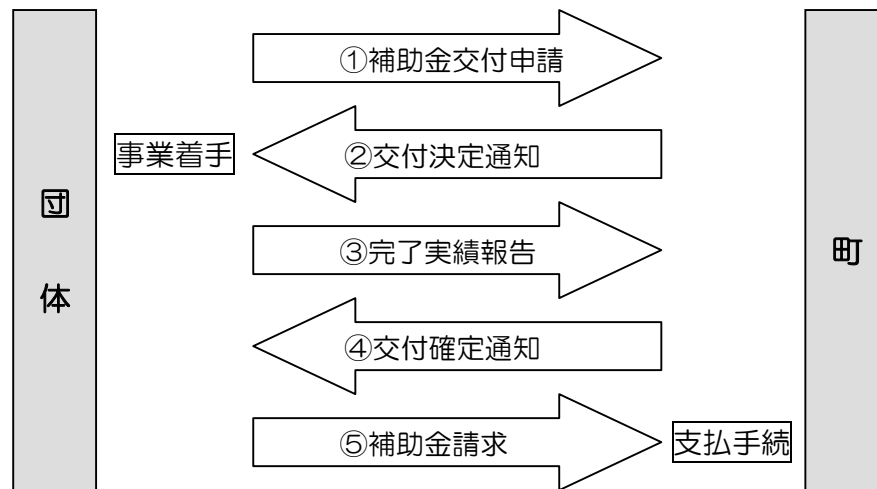 団体
①補助金交付申請
事業着手
②交付決定通知
③完了実績報告
④交付確定通知
⑤補助金請求
支払手続
町